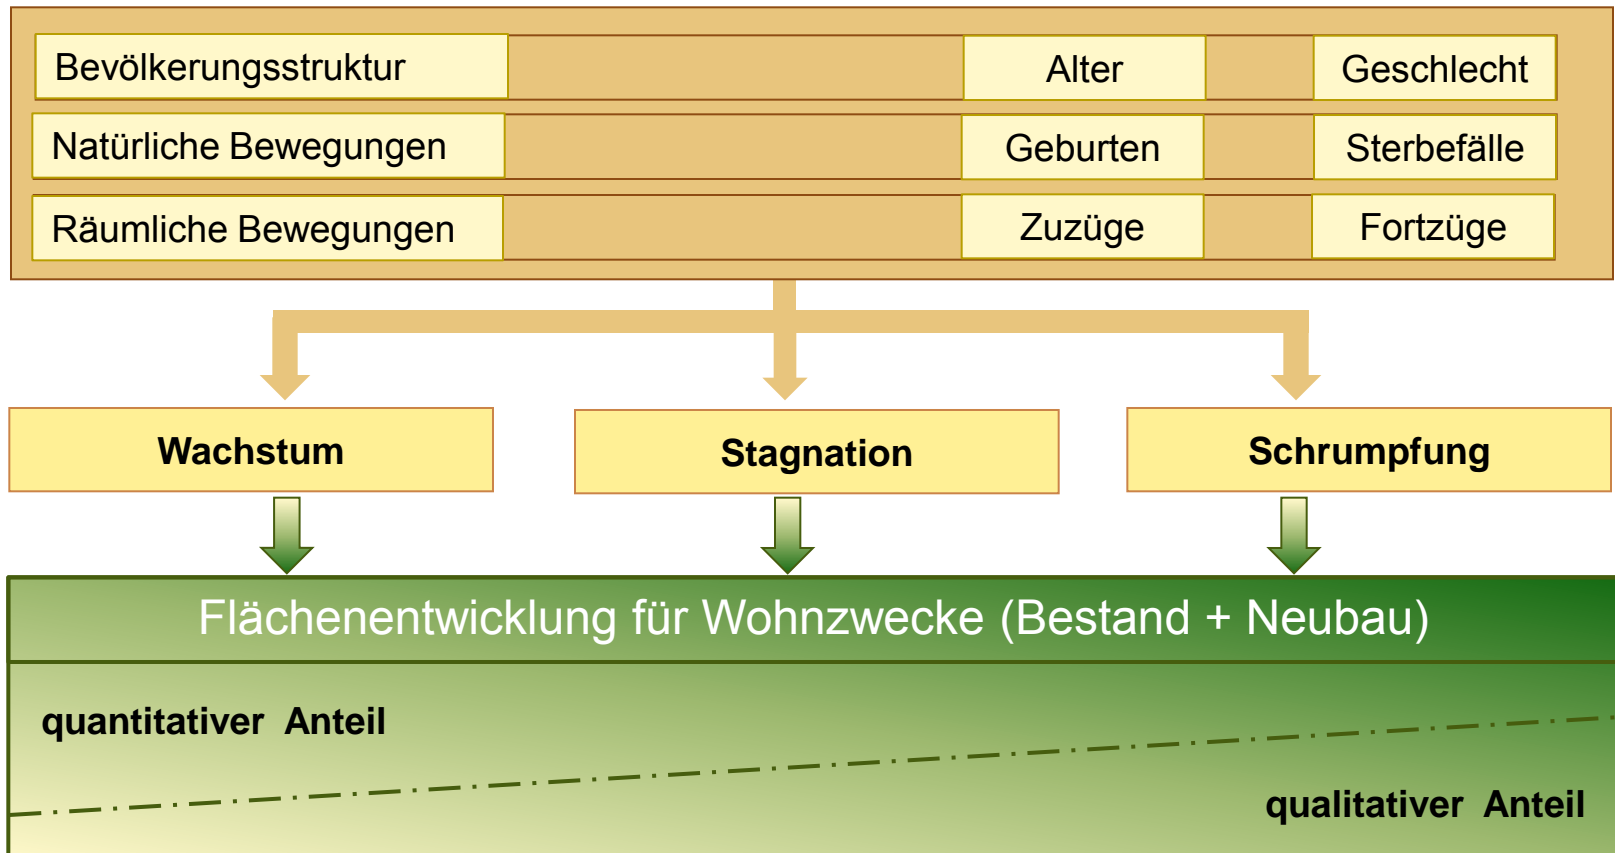 Bevölkerungsstruktur Alter Geschlecht
Natürliche Bewegungen Geburten Sterbefälle
Räumliche Bewegungen Zuzüge Fortzüge
Wachstum Stagnation Schrumpfung
Flächenentwicklung für Wohnzwecke (Bestand + Neubau)
quantitativer Anteil
qualitativer Anteil